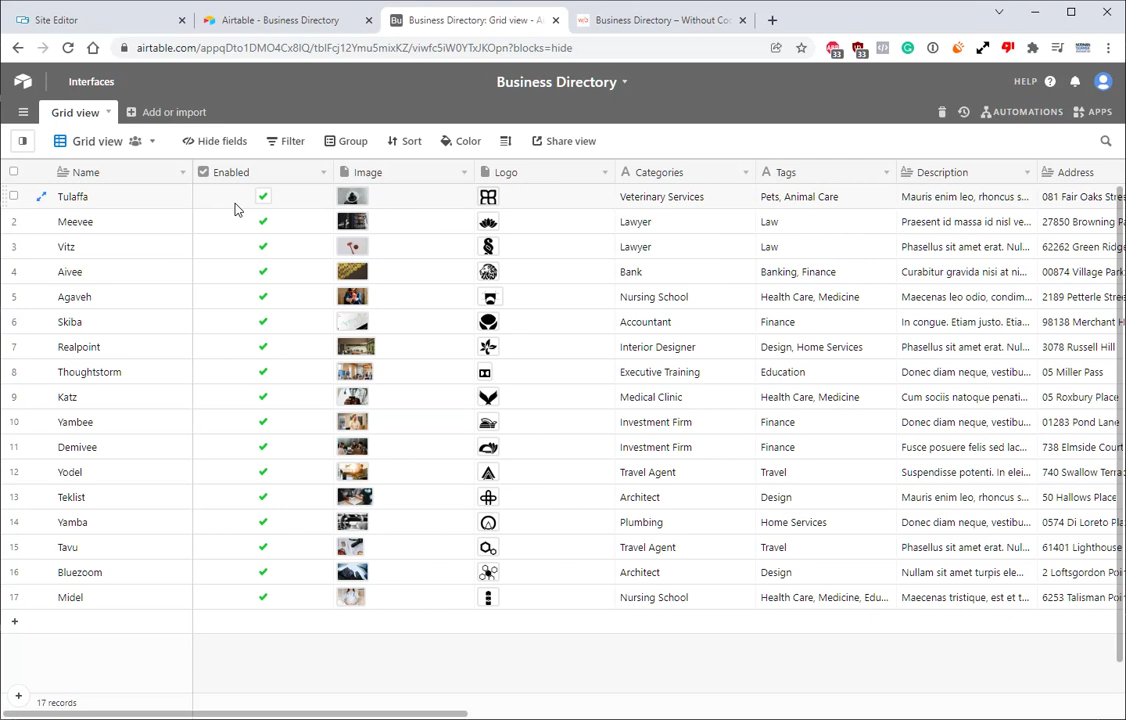 Site Editor
Airtable - Business Directory
Bu Business Directory: Grid view - A
Business Directory – Without Co
airtable.com/appqDto1DMO4Cx8IQ/tblFcj12Ymu5mixKZ/viwfc5iW0YTxJKOpn?blocks=hide
33 33
Interfaces Business Directory HELP
Grid view Add or import AUTOMATIONS APPS
Grid view Hide fields Filter Group Sort Color Share view
Name Enabled Image Logo Categories Tags Description Address
Tulaffa Veterinary Services Pets, Animal Care Mauris enim leo, rhoncus s... 081 Fair Oaks Stre
2 Meevee Lawyer Law Praesent id massa id nisl ve... 27850 Browning P
3 Vitz Lawyer Law Phasellus sit amet erat. Nul... 62262 Green Ridg
4 Aivee Bank Banking, Finance Curabitur gravida nisi at ni... 00874 Village Park
5 Agaveh Nursing School Health Care, Medicine Maecenas leo odio, condim... 2189 Petterle Stree
6 Skiba Accountant Finance In congue. Etiam justo. Etia... 98138 Merchant H
7 Realpoint Interior Designer Design, Home Services Phasellus sit amet erat. Nul... 3078 Russell Hill
8 Thoughtstorm Executive Training Education Donec diam neque, vestibu... 05 Miller Pass
9 Katz Medical Clinic Health Care, Medicine Cum sociis natoque penati... 05 Roxbury Place
10 Yambee Investment Firm Finance Donec diam neque, vestibu... 01283 Pond Lane
11 Demivee Investment Firm Finance Fusce posuere felis sed lac... 738 Elmside Court
12 Yodel Travel Agent Travel Suspendisse potenti. In elei... 740 Swallow Terra
13 Teklist Architect Design Mauris enim leo, rhoncus s... 50 Hallows Place
14 Yamba Plumbing Home Services Donec diam neque, vestibu... 0574 Di Loreto Pl
15 Tavu Travel Agent Travel Phasellus sit amet erat. Nul... 61401 Lighthouse
16 Bluezoom Architect Design Nullam sit amet turpis ele... 2 Loftsgordon Poi
17 Midel Nursing School Health Care, Medicine, Edu... Maecenas tristique, est et t... 6253 Talisman Poi
17 records